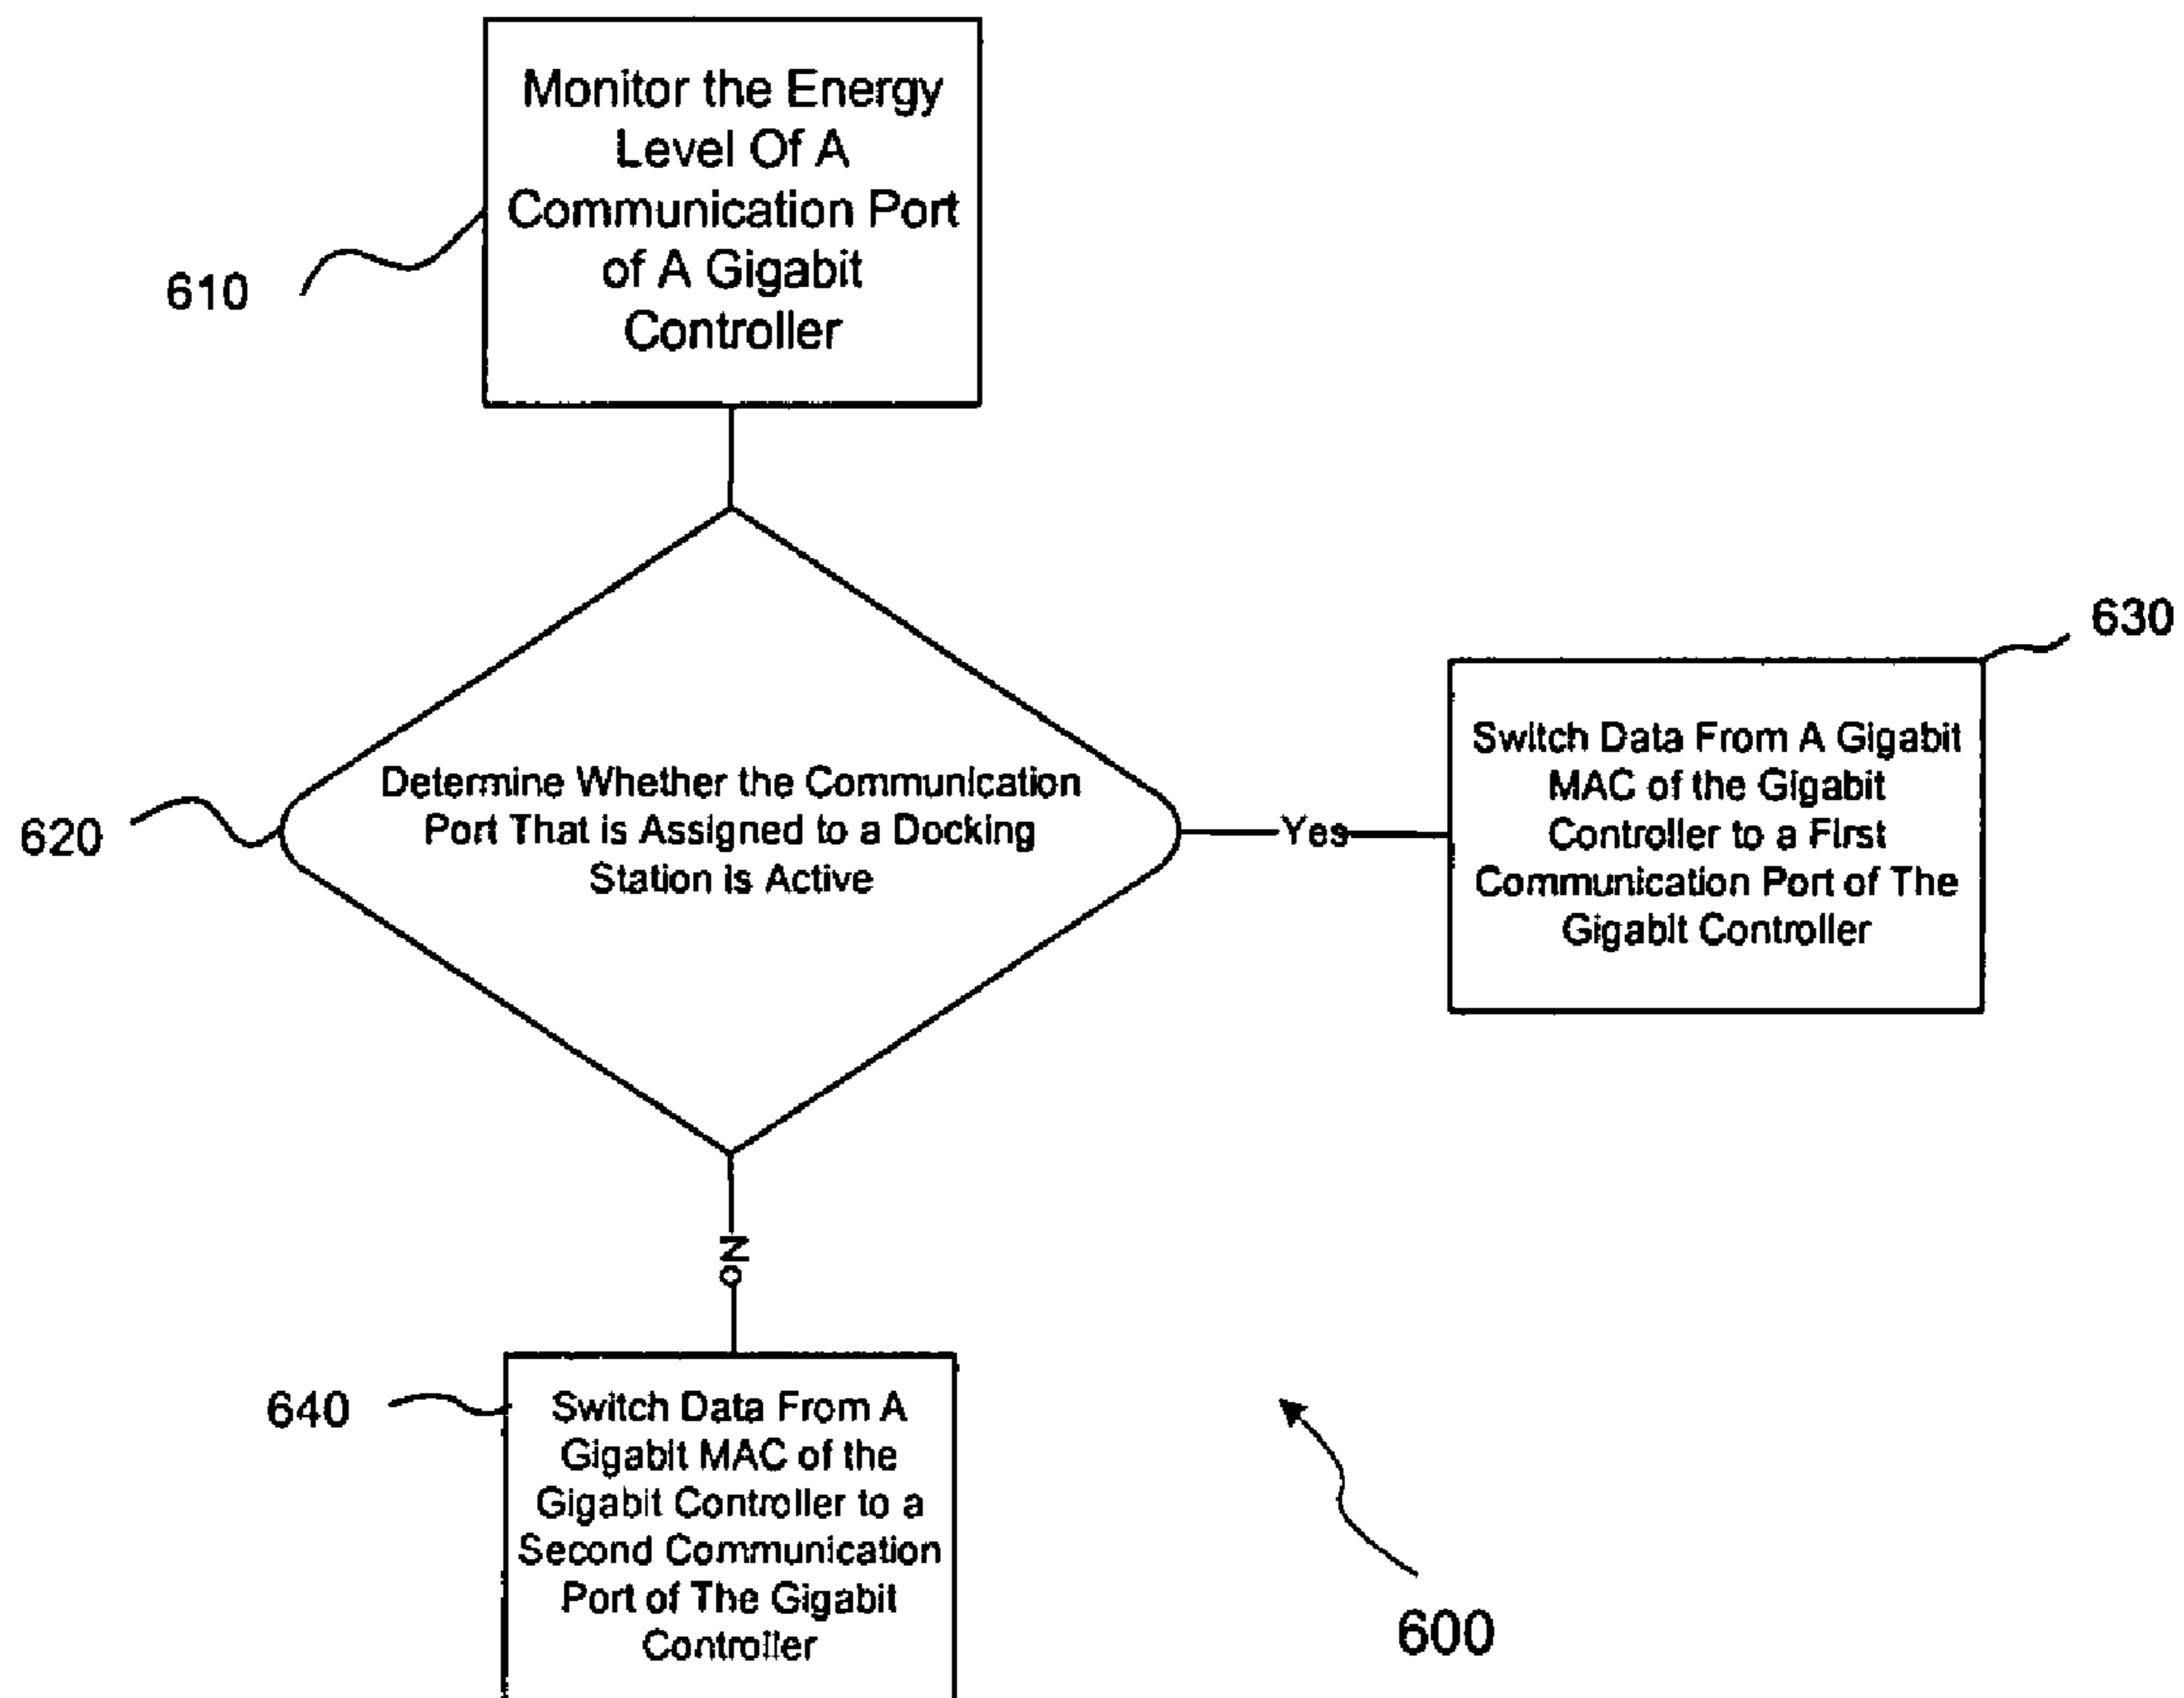 Monitor the Energy
Level Of A
Communication Port
of A Gigabit
Controller
610
630
Switch Data From A Gigabit
MAC of the Gigabit
Controller to a First
Communication Port of The
Gigabit Controller
Determine Whether the Communication
Port That is Assigned to a Docking
Station is Active
620
Yes
No
640
Switch Data From A
Gigabit MAC of the
Gigabit Controller to a
Second Communication
Port of The Gigabit
Controller
600